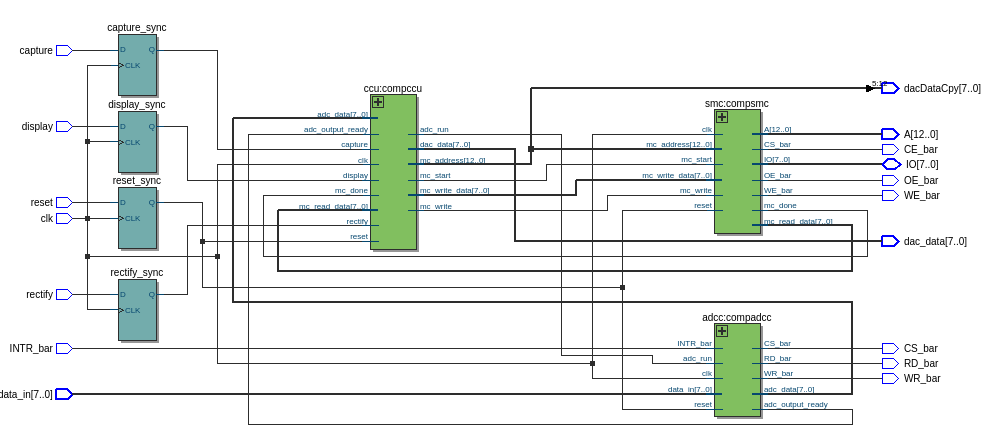 capture_sync
capture
D
Q
CLK
display_sync
display
D
Q
CLK
reset_sync
reset
D
Q
clk
CLK
rectify_sync
rectify
D
Q
CLK
INTR_bar
data_in[7..0]
ccu:compccu
adc_data[7..0]
adc_output_ready
capture
clk
display
mc_done
mc_read_data[7..0]
rectify
reset
adc_run
dac_data[7..0]
mc_address[12..0]
mc_start
mc_write_data[7..0]
mc_write
smc:compsmc
clk
mc_address[12..0]
mc_start
mc_write_data[7..0]
mc_write
reset
A[12..0]
CS_bar
IO[7..0]
OE_bar
WE_bar
mc_done
mc_read_data[7..0]
adcc:compadcc
INTR_bar
adc_run
clk
data_in[7..0]
reset
CS_bar
RD_bar
WR_bar
adc_data[7..0]
adc_output_ready
dacDataCpy[7..0]
A[12..0]
CE_bar
IO[7..0]
OE_bar
WE_bar
dac_data[7..0]
CS_bar
RD_bar
WR_bar